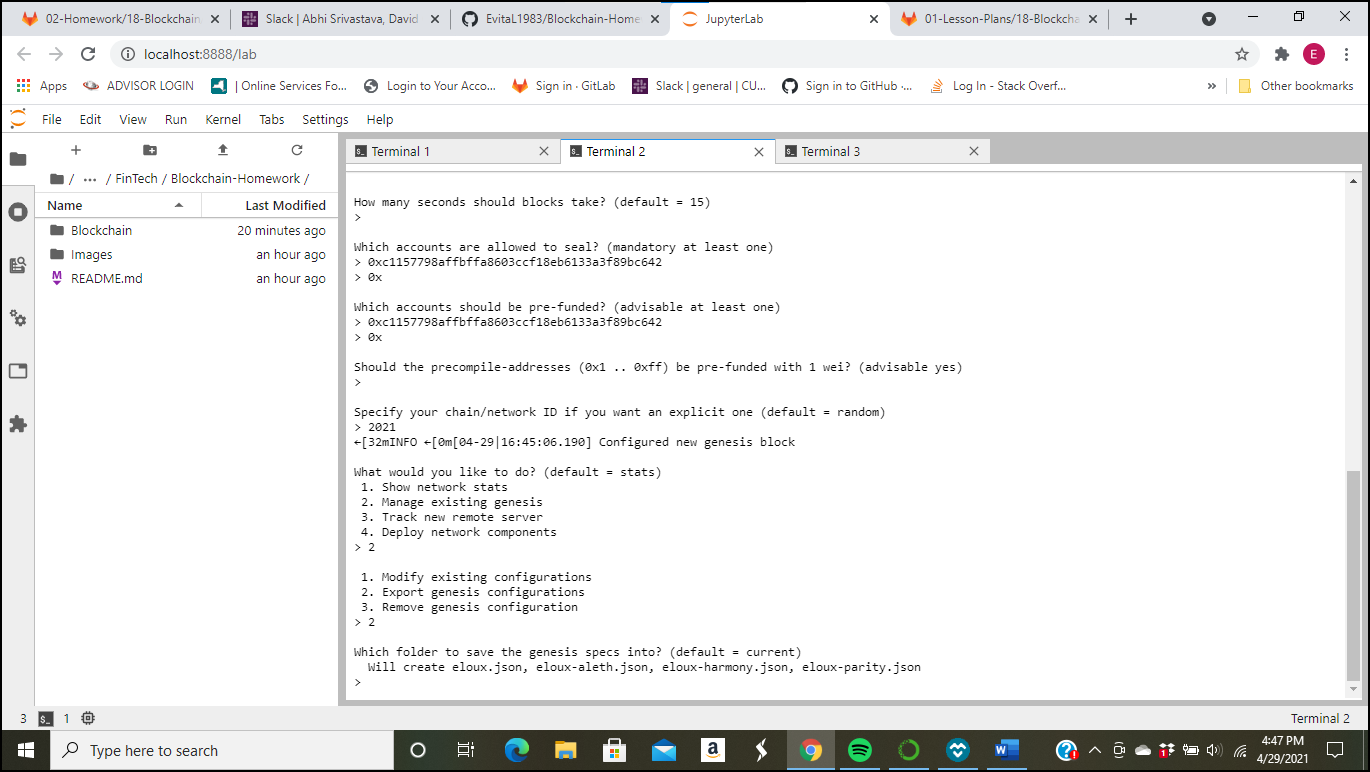 02-Homework/18-Blockchain
Slack | Abhi Srivastava, David
EvitaL1983/Blockchain-Home
JupyterLab
01-Lesson-Plans/18-Blockcha
localhost:8888/lab
E
Apps
ADVISOR LOGIN
| Online Services Fo...
Login to Your Acco...
Sign in · GitLab
Slack | general | CU...
Sign in to GitHub ·...
Log In - Stack Overf...
»
Other bookmarks
File Edit View Run Kernel Tabs Settings Help
/ ... / FinTech / Blockchain-Homework /
Name Last Modified
Blockchain 20 minutes ago
Images an hour ago
README.md an hour ago
Terminal 1
Terminal 2
Terminal 3
How many seconds should blocks take? (default = 15)
>
Which accounts are allowed to seal? (mandatory at least one)
> 0xc1157798affbffa8603ccf18eb6133a3f89bc642
> 0x
Which accounts should be pre-funded? (advisable at least one)
> 0xc1157798affbffa8603ccf18eb6133a3f89bc642
> 0x
Should the precompile-addresses (0x1 .. 0xff) be pre-funded with 1 wei? (advisable yes)
>
Specify your chain/network ID if you want an explicit one (default = random)
> 2021
←[32mINFO ←[0m[04-29|16:45:06.190] Configured new genesis block
What would you like to do? (default = stats)
1. Show network stats
2. Manage existing genesis
3. Track new remote server
4. Deploy network components
> 2
1. Modify existing configurations
2. Export genesis configurations
3. Remove genesis configuration
> 2
Which folder to save the genesis specs into? (default = current)
Will create eloux.json, eloux-aleth.json, eloux-harmony.json, eloux-parity.json
>
3 1 Terminal 2
Type here to search
4:47 PM
4/29/2021